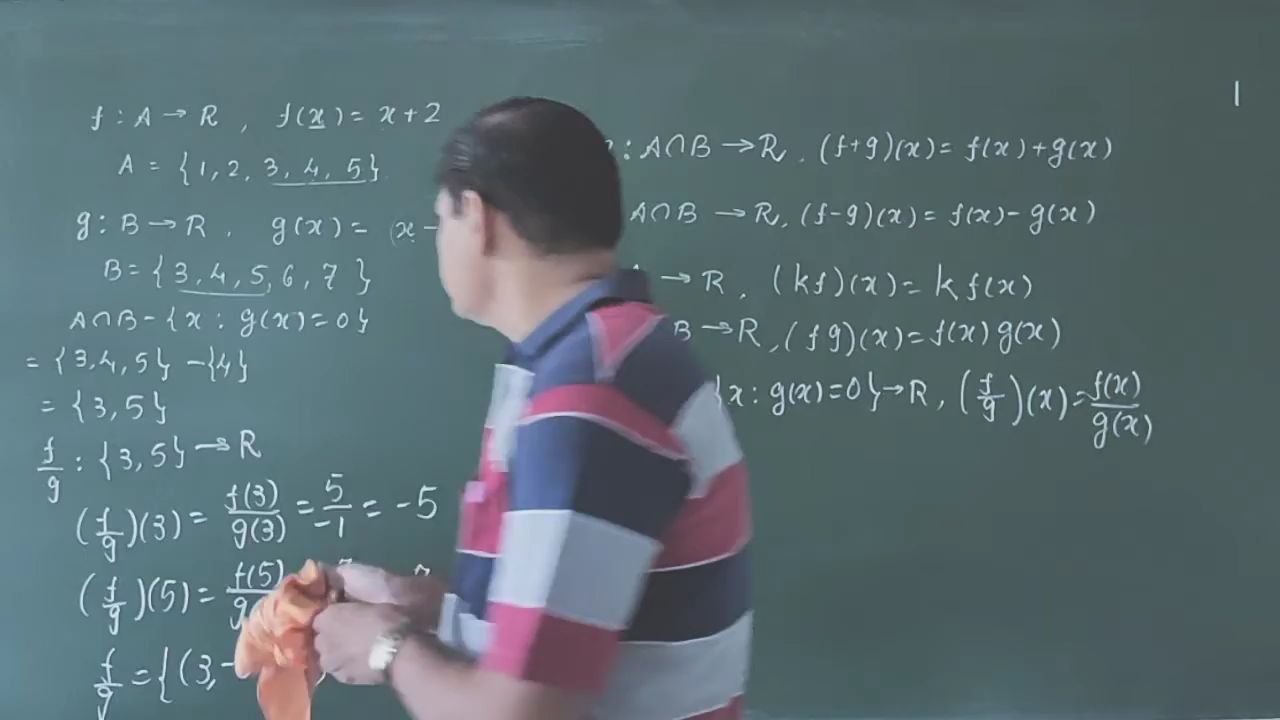 f : A → R , f(x) = x + 2
A = {1, 2, 3, 4, 5}
g : B → R , g(x) = (x -
B = {3, 4, 5, 6, 7}
A∩B - {x : g(x) = 0}
= {3, 4, 5} - {4}
= {3, 5}
f/g : {3, 5} → R
(f/g)(3) = f(3)/g(3) = 5/-1 = -5
(f/g)(5) = f(5)/g
f/g = {(3, -
: A∩B → R , (f+g)(x) = f(x) + g(x)
A∩B → R, (f-g)(x) = f(x) - g(x)
→ R , (kf)(x) = k f(x)
B → R , (fg)(x) = f(x) g(x)
{x : g(x) = 0} → R , (f/g)(x) = f(x)/g(x)